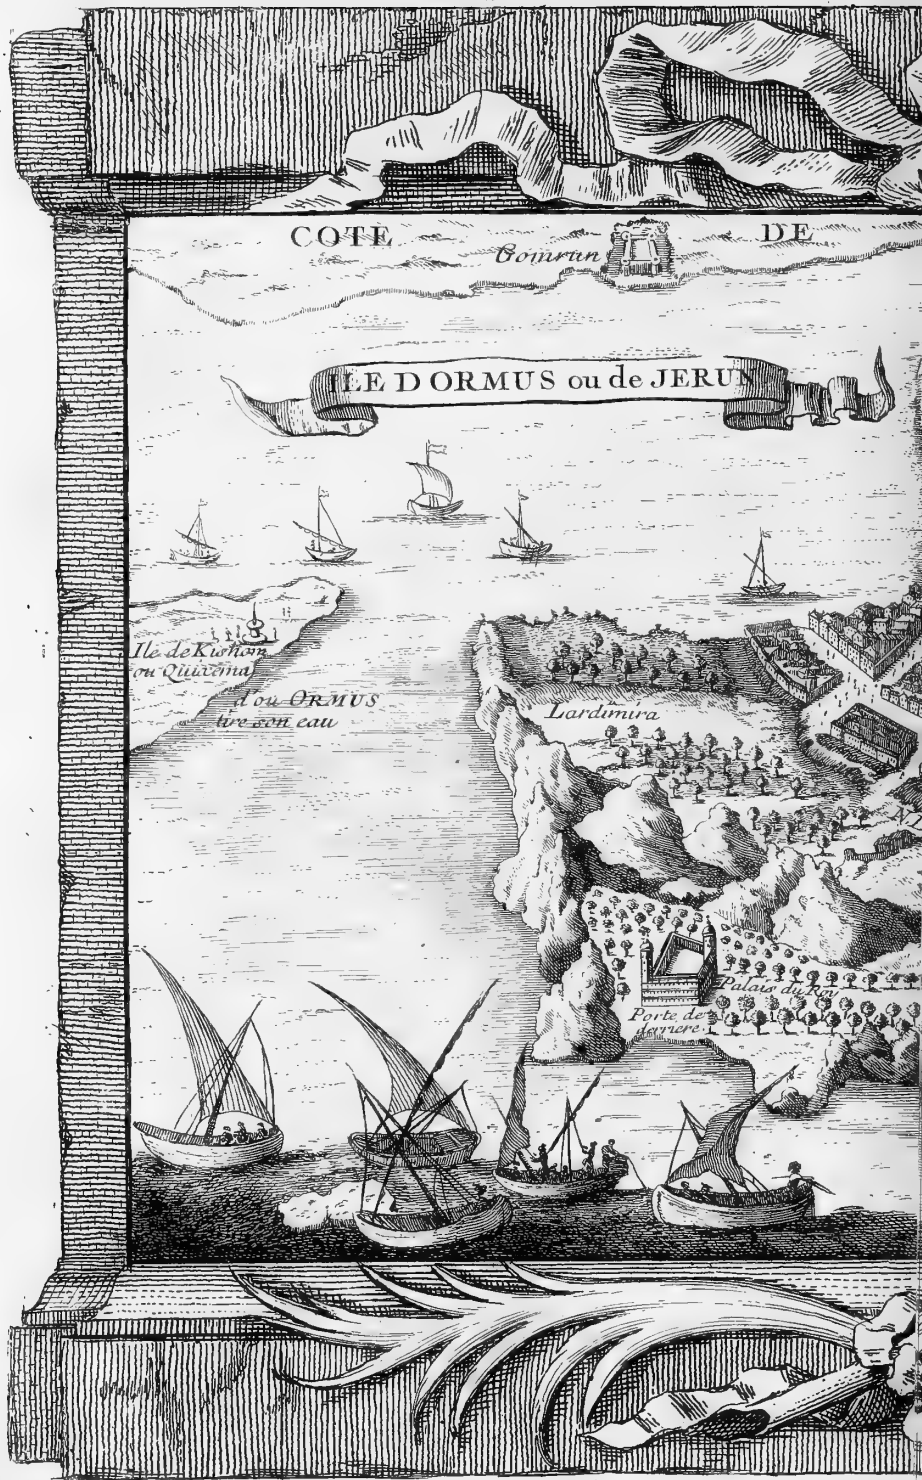 COTE DE
Gomrun
ILE D ORMUS ou de JERUN
Ile de Kishom
ou Quixema
d'ou ORMUS
tire son eau
Lardimira
Palais du Roy
Porte de
derriere